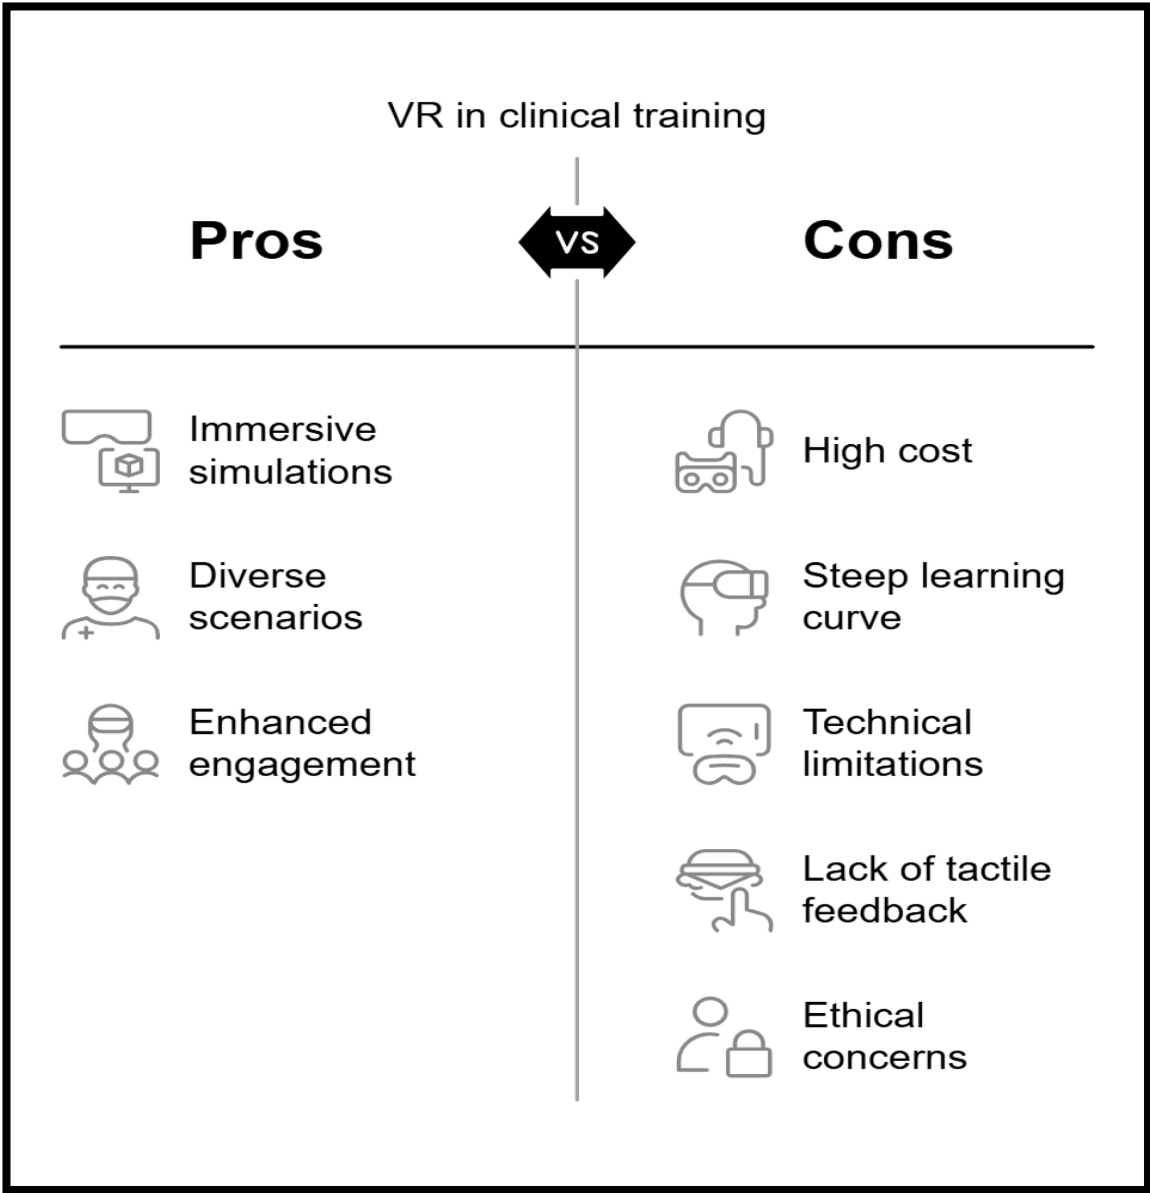 VR in clinical training
Pros
VS
Cons
Immersive
simulations
Diverse
scenarios
Enhanced
engagement
High cost
Steep learning
curve
Technical
limitations
Lack of tactile
feedback
Ethical
concerns